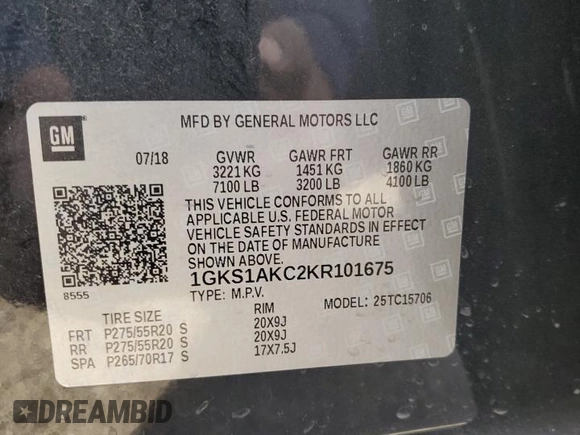 GM
MFD BY GENERAL MOTORS LLC
07/18 GVWR GAWR FRT GAWR RR
3221 KG 1451 KG 1860 KG
7100 LB 3200 LB 4100 LB
THIS VEHICLE CONFORMS TO ALL
APPLICABLE U.S. FEDERAL MOTOR
VEHICLE SAFETY STANDARDS IN EFFECT
ON THE DATE OF MANUFACTURE
SHOWN ABOVE.
8555
1GKS1AKC2KR101675
TYPE: M.P.V. MODEL: 25TC15706
TIRE SIZE RIM
FRT P275/55R20 S 20X9J
RR P275/55R20 S 20X9J
SPA P265/70R17 S 17X7.5J
DREAMBID